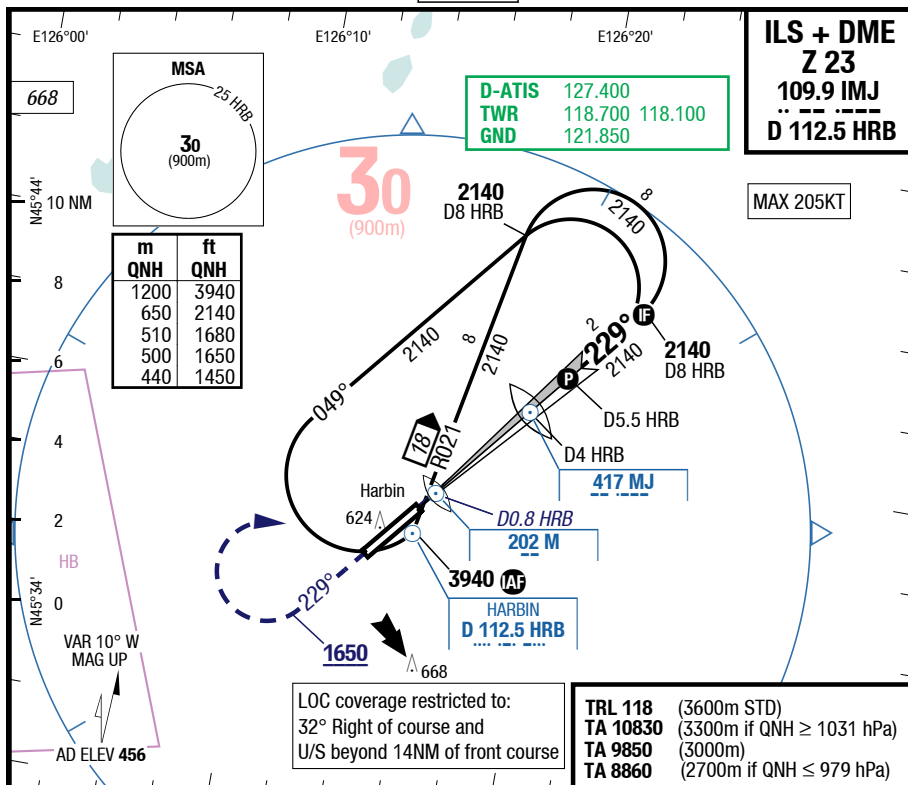 E126°00'
E126°10'
E126°20'
ILS + DME
Z 23
109.9 IMJ
D 112.5 HRB
668
MSA
25 HRB
30
(900m)
D-ATIS 127.400
TWR 118.700 118.100
GND 121.850
30
(900m)
MAX 205KT
N45°44'
10 NM
8
6
4
2
0
N45°34'
m ft
QNH QNH
1200 3940
650 2140
510 1680
500 1650
440 1450
2140
D8 HRB
8
2140
2140
8
2140
049°
R021
18
2
229°
2140
IF
2140
D8 HRB
P
D5.5 HRB
D4 HRB
417 MJ
Harbin
624
D0.8 HRB
202 M
3940 IAF
HARBIN
D 112.5 HRB
229°
1650
668
HB
VAR 10° W
MAG UP
AD ELEV 456
LOC coverage restricted to:
32° Right of course and
U/S beyond 14NM of front course
TRL 118 (3600m STD)
TA 10830 (3300m if QNH ≥ 1031 hPa)
TA 9850 (3000m)
TA 8860 (2700m if QNH ≤ 979 hPa)